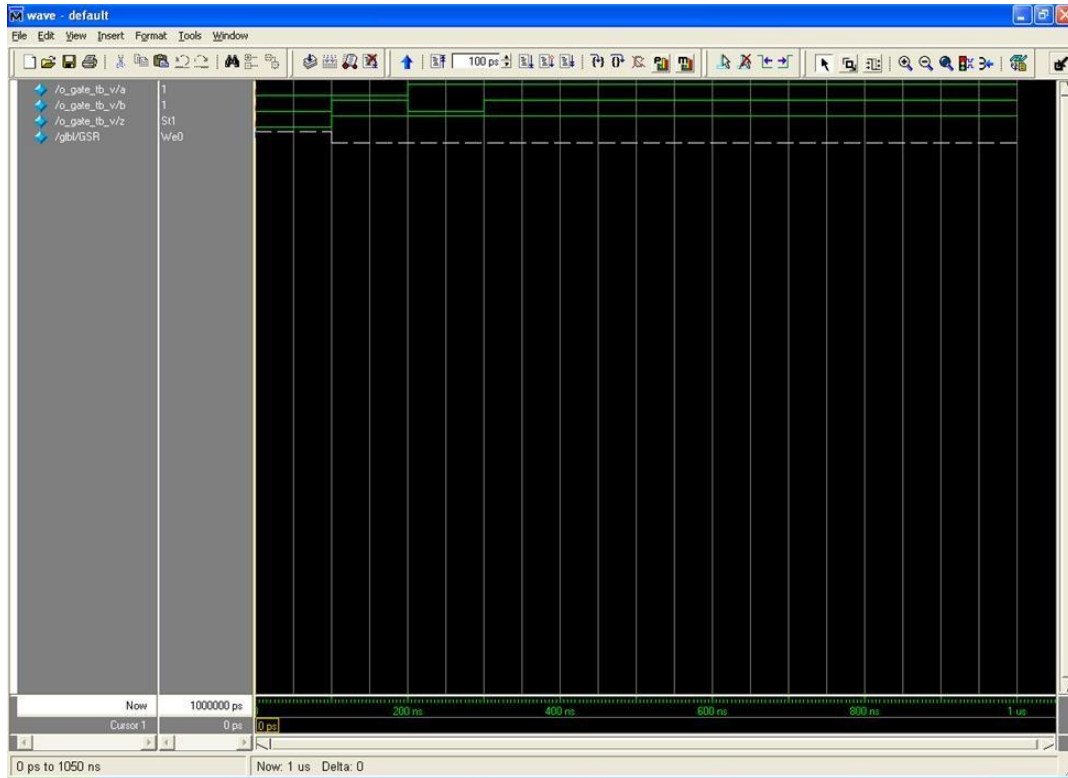 wave - default
File Edit View Insert Format Tools Window
100 ps
/o_gate_tb_v/a 1
/o_gate_tb_v/b 1
/o_gate_tb_v/z St1
/glbl/GSR We0
Now 1000000 ps 200 ns 400 ns 600 ns 800 ns 1 us
Cursor 1 0 ps 0 ps
0 ps to 1050 ns Now: 1 us Delta: 0